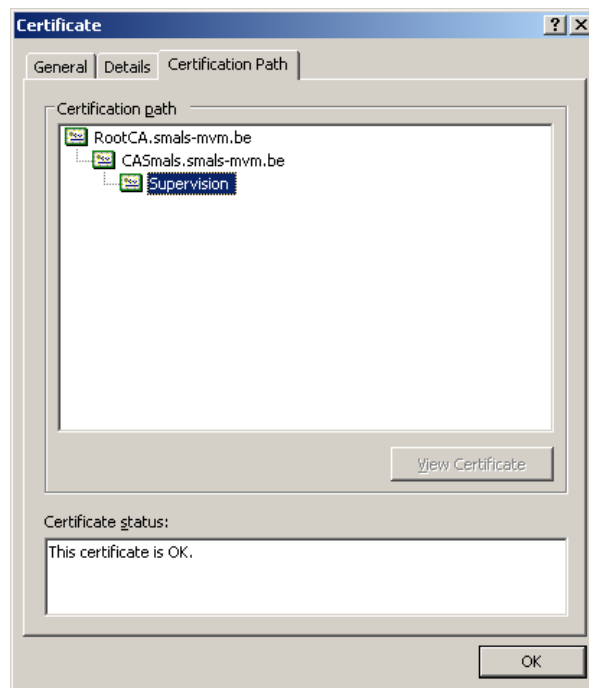 Certificate
General
Details
Certification Path
Certification path
RootCA.smals-mvm.be
CASmals.smals-mvm.be
Supervision
View Certificate
Certificate status:
This certificate is OK.
OK